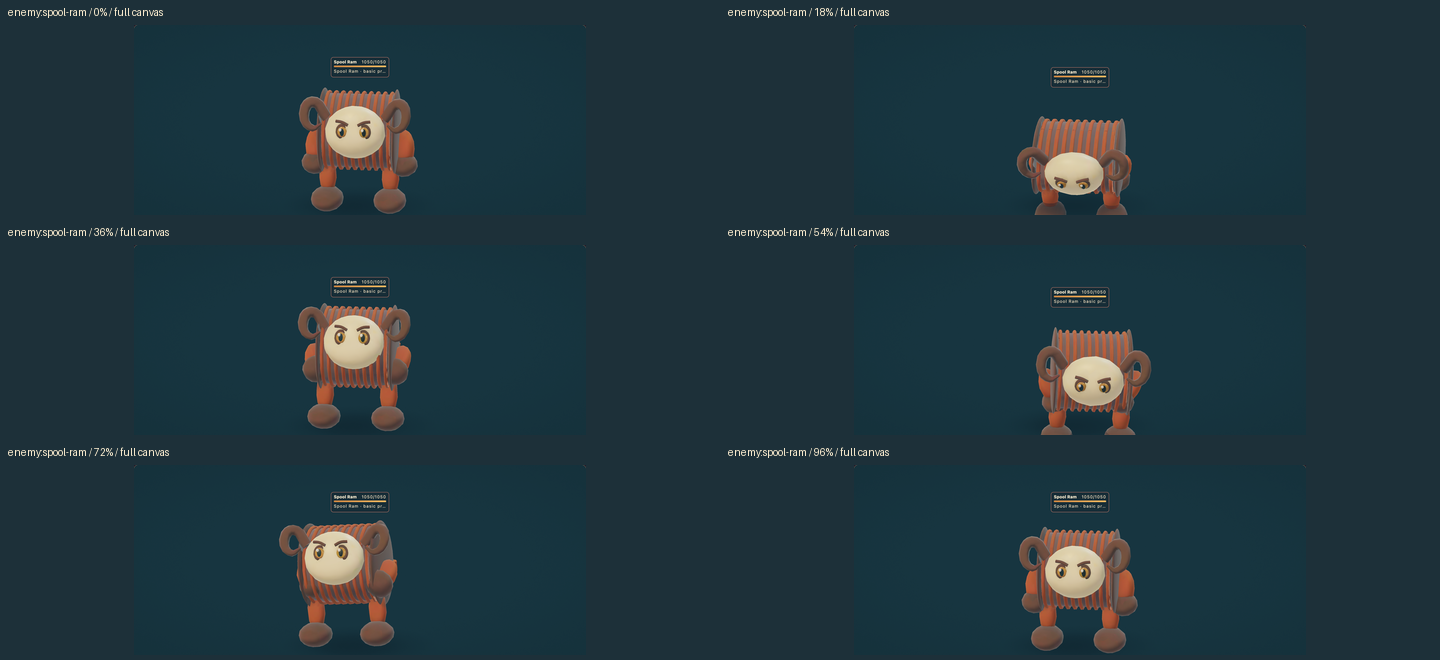 enemy:spool-ram / 0% / full canvas
Spool Ram 1050/1050
Spool Ram · basic pr...
enemy:spool-ram / 18% / full canvas
Spool Ram 1050/1050
Spool Ram · basic pr...
enemy:spool-ram / 36% / full canvas
Spool Ram 1050/1050
Spool Ram · basic pr...
enemy:spool-ram / 54% / full canvas
Spool Ram 1050/1050
Spool Ram · basic pr...
enemy:spool-ram / 72% / full canvas
Spool Ram 1050/1050
Spool Ram · basic pr...
enemy:spool-ram / 96% / full canvas
Spool Ram 1050/1050
Spool Ram · basic pr...